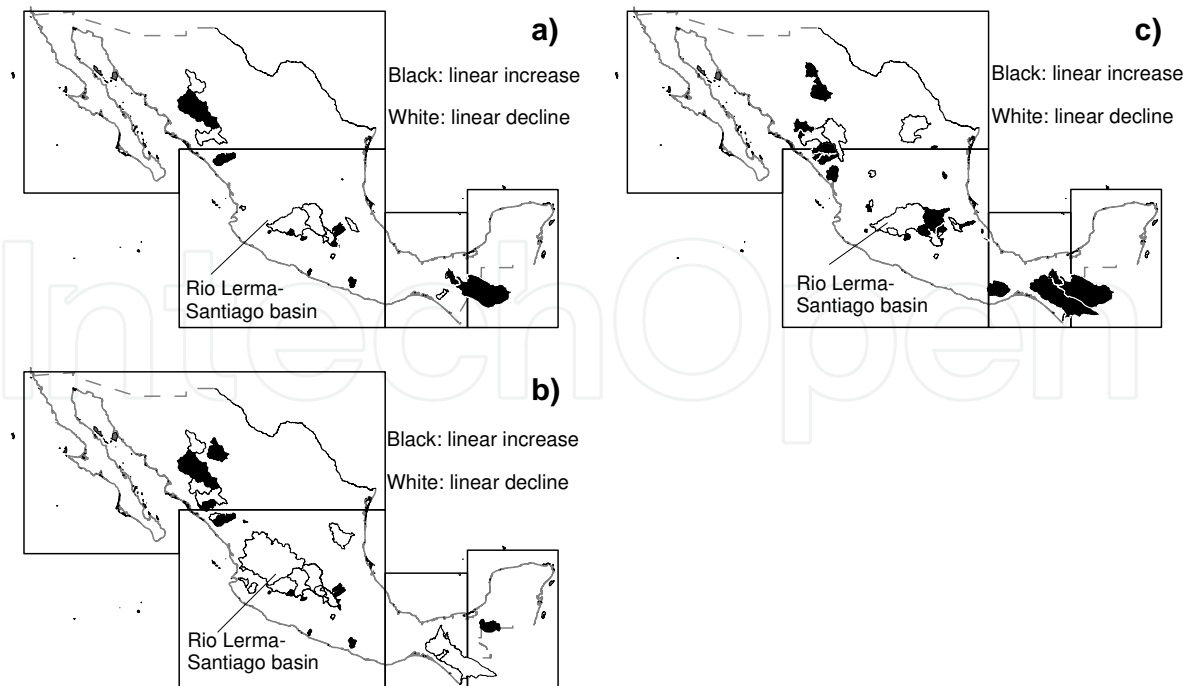 a)
Black: linear increase
White: linear decline
Rio Lerma-
Santiago basin
c)
Black: linear increase
White: linear decline
Rio Lerma-
Santiago basin
b)
Black: linear increase
White: linear decline
Rio Lerma-
Santiago basin
IntechOpen